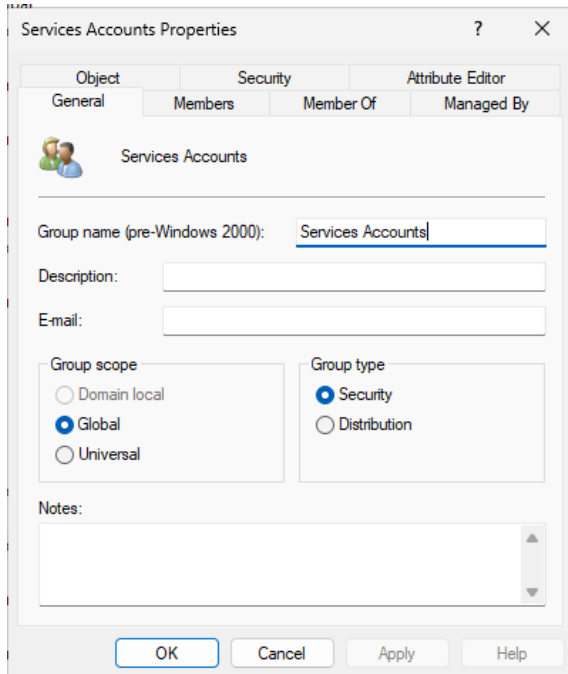 Services Accounts Properties ? ×
Object Security Attribute Editor
General Members Member Of Managed By
Services Accounts
Group name (pre-Windows 2000): Services Accounts
Description:
E-mail:
Group scope Group type
Domain local Security
Global Distribution
Universal
Notes:
OK Cancel Apply Help